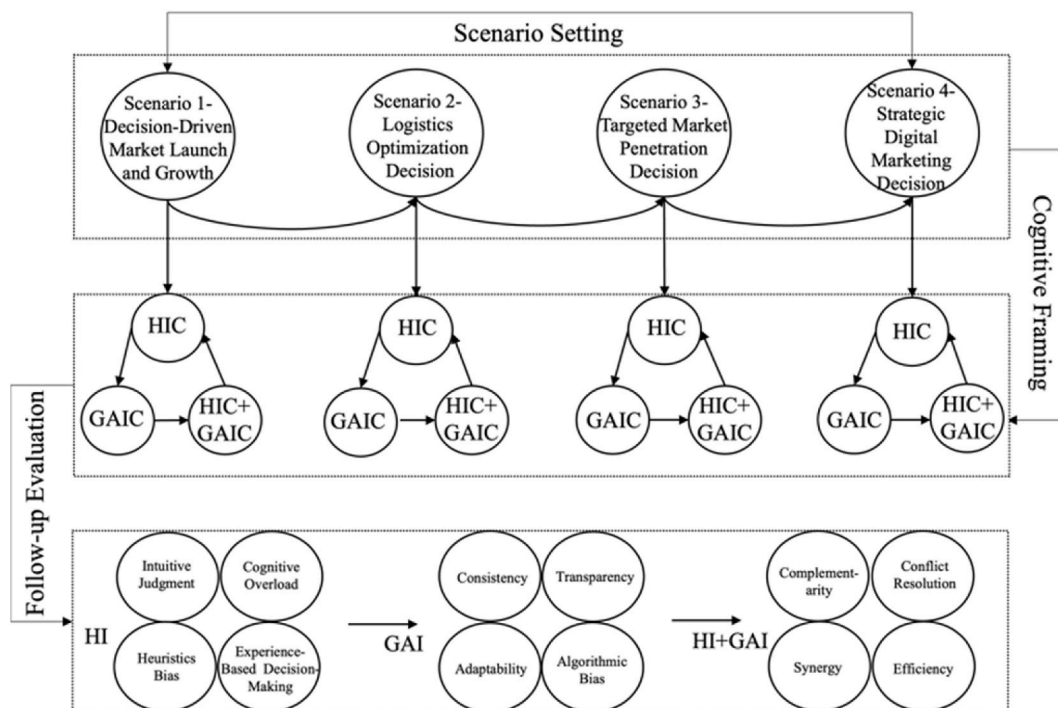 Scenario Setting
Scenario 1-
Decision-Driven
Market Launch
and Growth
Scenario 2-
Logistics
Optimization
Decision
Scenario 3-
Targeted Market
Penetration
Decision
Scenario 4-
Strategic
Digital
Marketing
Decision
Cognitive Framing
HIC
GAIC
HIC+
GAIC
HIC
GAIC
HIC+
GAIC
HIC
GAIC
HIC+
GAIC
HIC
GAIC
HIC+
GAIC
Follow-up Evaluation
HI
Intuitive
Judgment
Cognitive
Overload
Heuristics
Bias
Experience-
Based Decision-
Making
GAI
Consistency
Transparency
Adaptability
Algorithmic
Bias
HI+GAI
Complement-
arity
Conflict
Resolution
Synergy
Efficiency